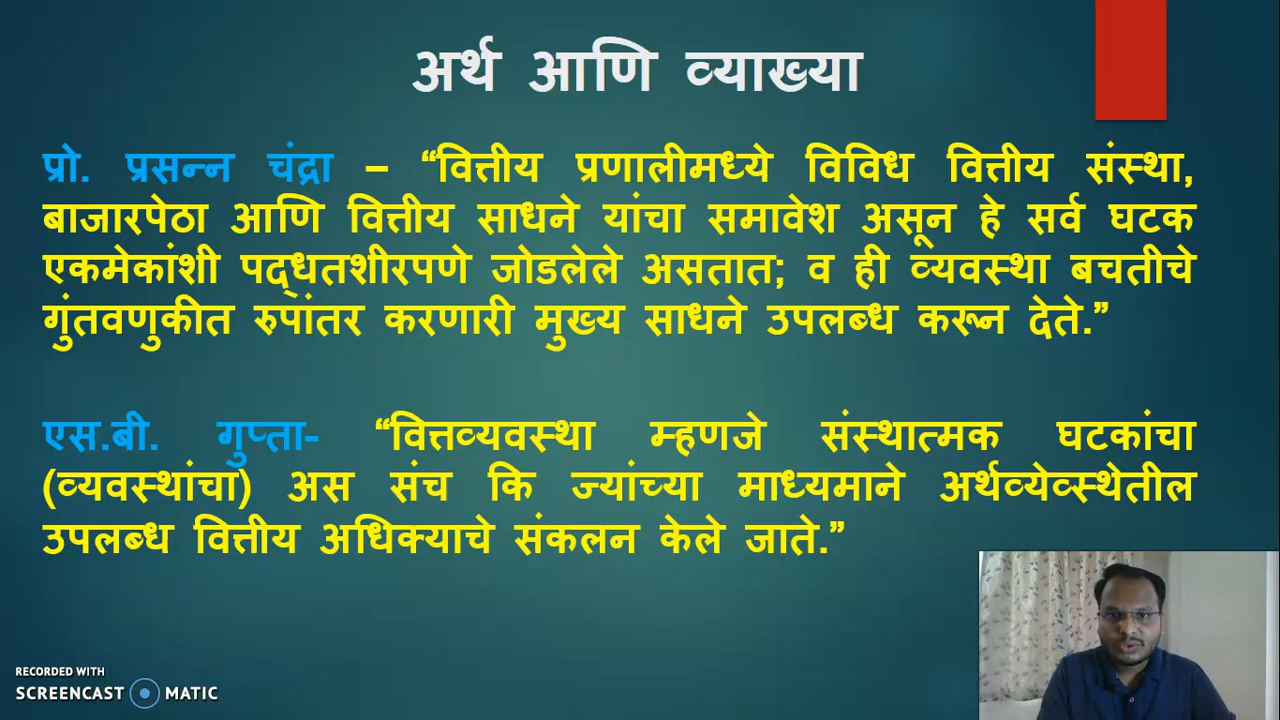 अर्थ आणि व्याख्या
प्रो. प्रसन्न चंद्रा – “वित्तीय प्रणालीमध्ये विविध वित्तीय संस्था,
बाजारपेठा आणि वित्तीय साधने यांचा समावेश असून हे सर्व घटक
एकमेकांशी पद्धतशीरपणे जोडलेले असतात; व ही व्यवस्था बचतीचे
गुंतवणुकीत रुपांतर करणारी मुख्य साधने उपलब्ध करून देते.”
एस.बी. गुप्ता- “वित्तव्यवस्था म्हणजे संस्थात्मक घटकांचा
(व्यवस्थांचा) अस संच कि ज्यांच्या माध्यमाने अर्थव्येव्स्थेतील
उपलब्ध वित्तीय अधिक्याचे संकलन केले जाते.”
RECORDED WITH
SCREENCAST MATIC